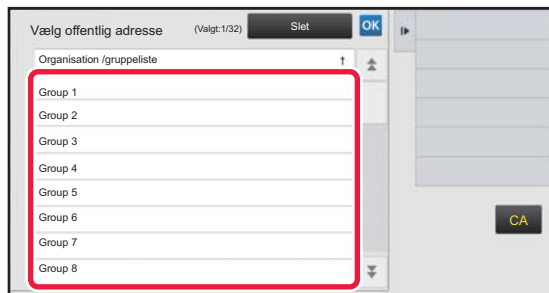 Vælg offentlig adresse (Valgt:1/32) Slet OK
Organisation /gruppeliste
Group 1
Group 2
Group 3
Group 4
Group 5
Group 6
CA
Group 7
Group 8